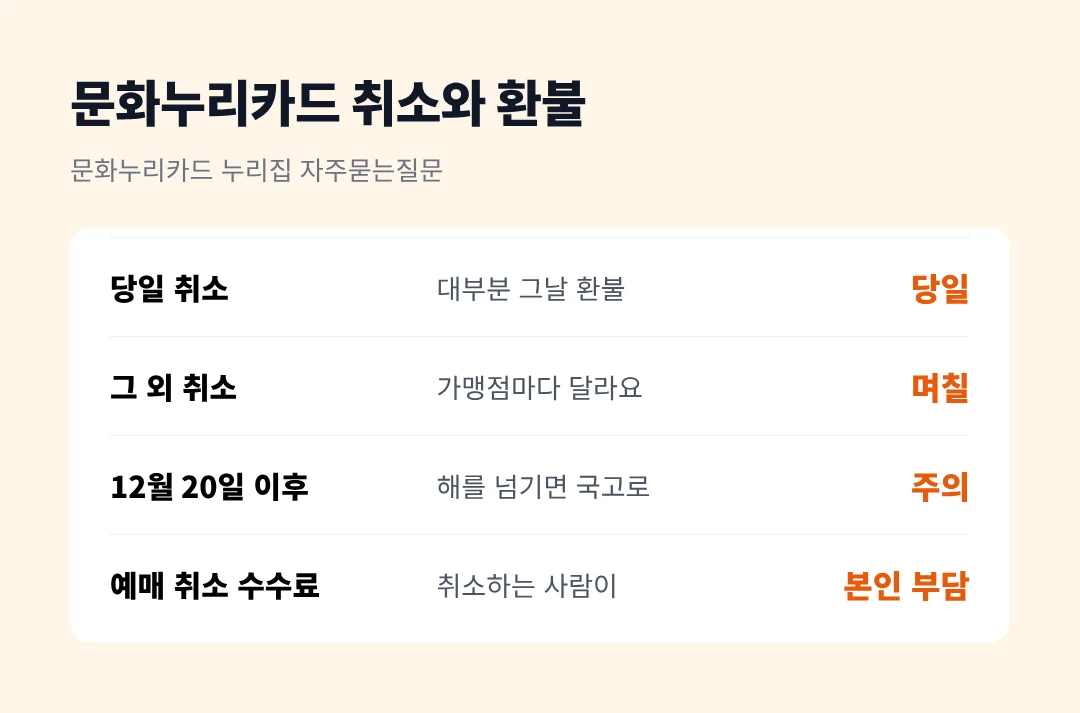 문화누리카드 취소와 환불
문화누리카드 누리집 자주묻는질문
당일 취소 대부분 그날 환불 당일
그 외 취소 가맹점마다 달라요 며칠
12월 20일 이후 해를 넘기면 국고로 주의
예매 취소 수수료 취소하는 사람이 본인 부담